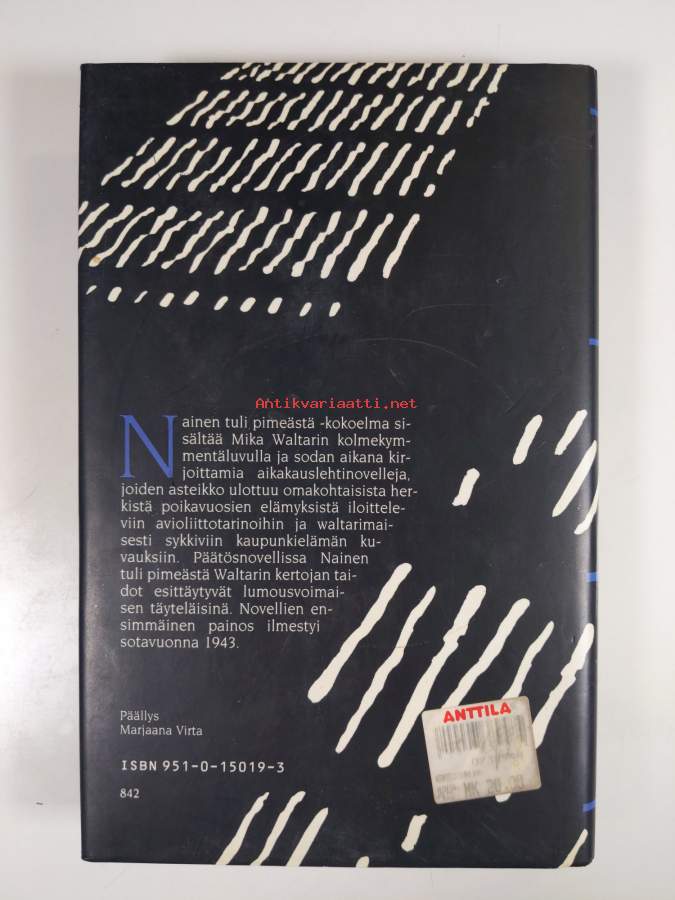 Antikvariaatti.net
Nainen tuli pimeästä -kokoelma si-
sältää Mika Waltarin kolmekym-
mentäluvulla ja sodan aikana kir-
joittamia aikakauslehtinovelleja,
joiden asteikko ulottuu omakohtaisista her-
kistä poikavuosien elämyksistä iloittele-
viin avioliittotarinoihin ja waltarimai-
sesti sykkiviin kaupunkielämän ku-
vauksiin. Päätösnovellissa Nainen
tuli pimeästä Waltarin kertojan tai-
dot esittäytyvät lumousvoimai-
sen täyteläisinä. Novellien en-
simmäinen painos ilmestyi
sotavuonna 1943.
Päällys
Marjaana Virta
ANTTILA
ISBN 951-0-15019-3
MK 20.00
842